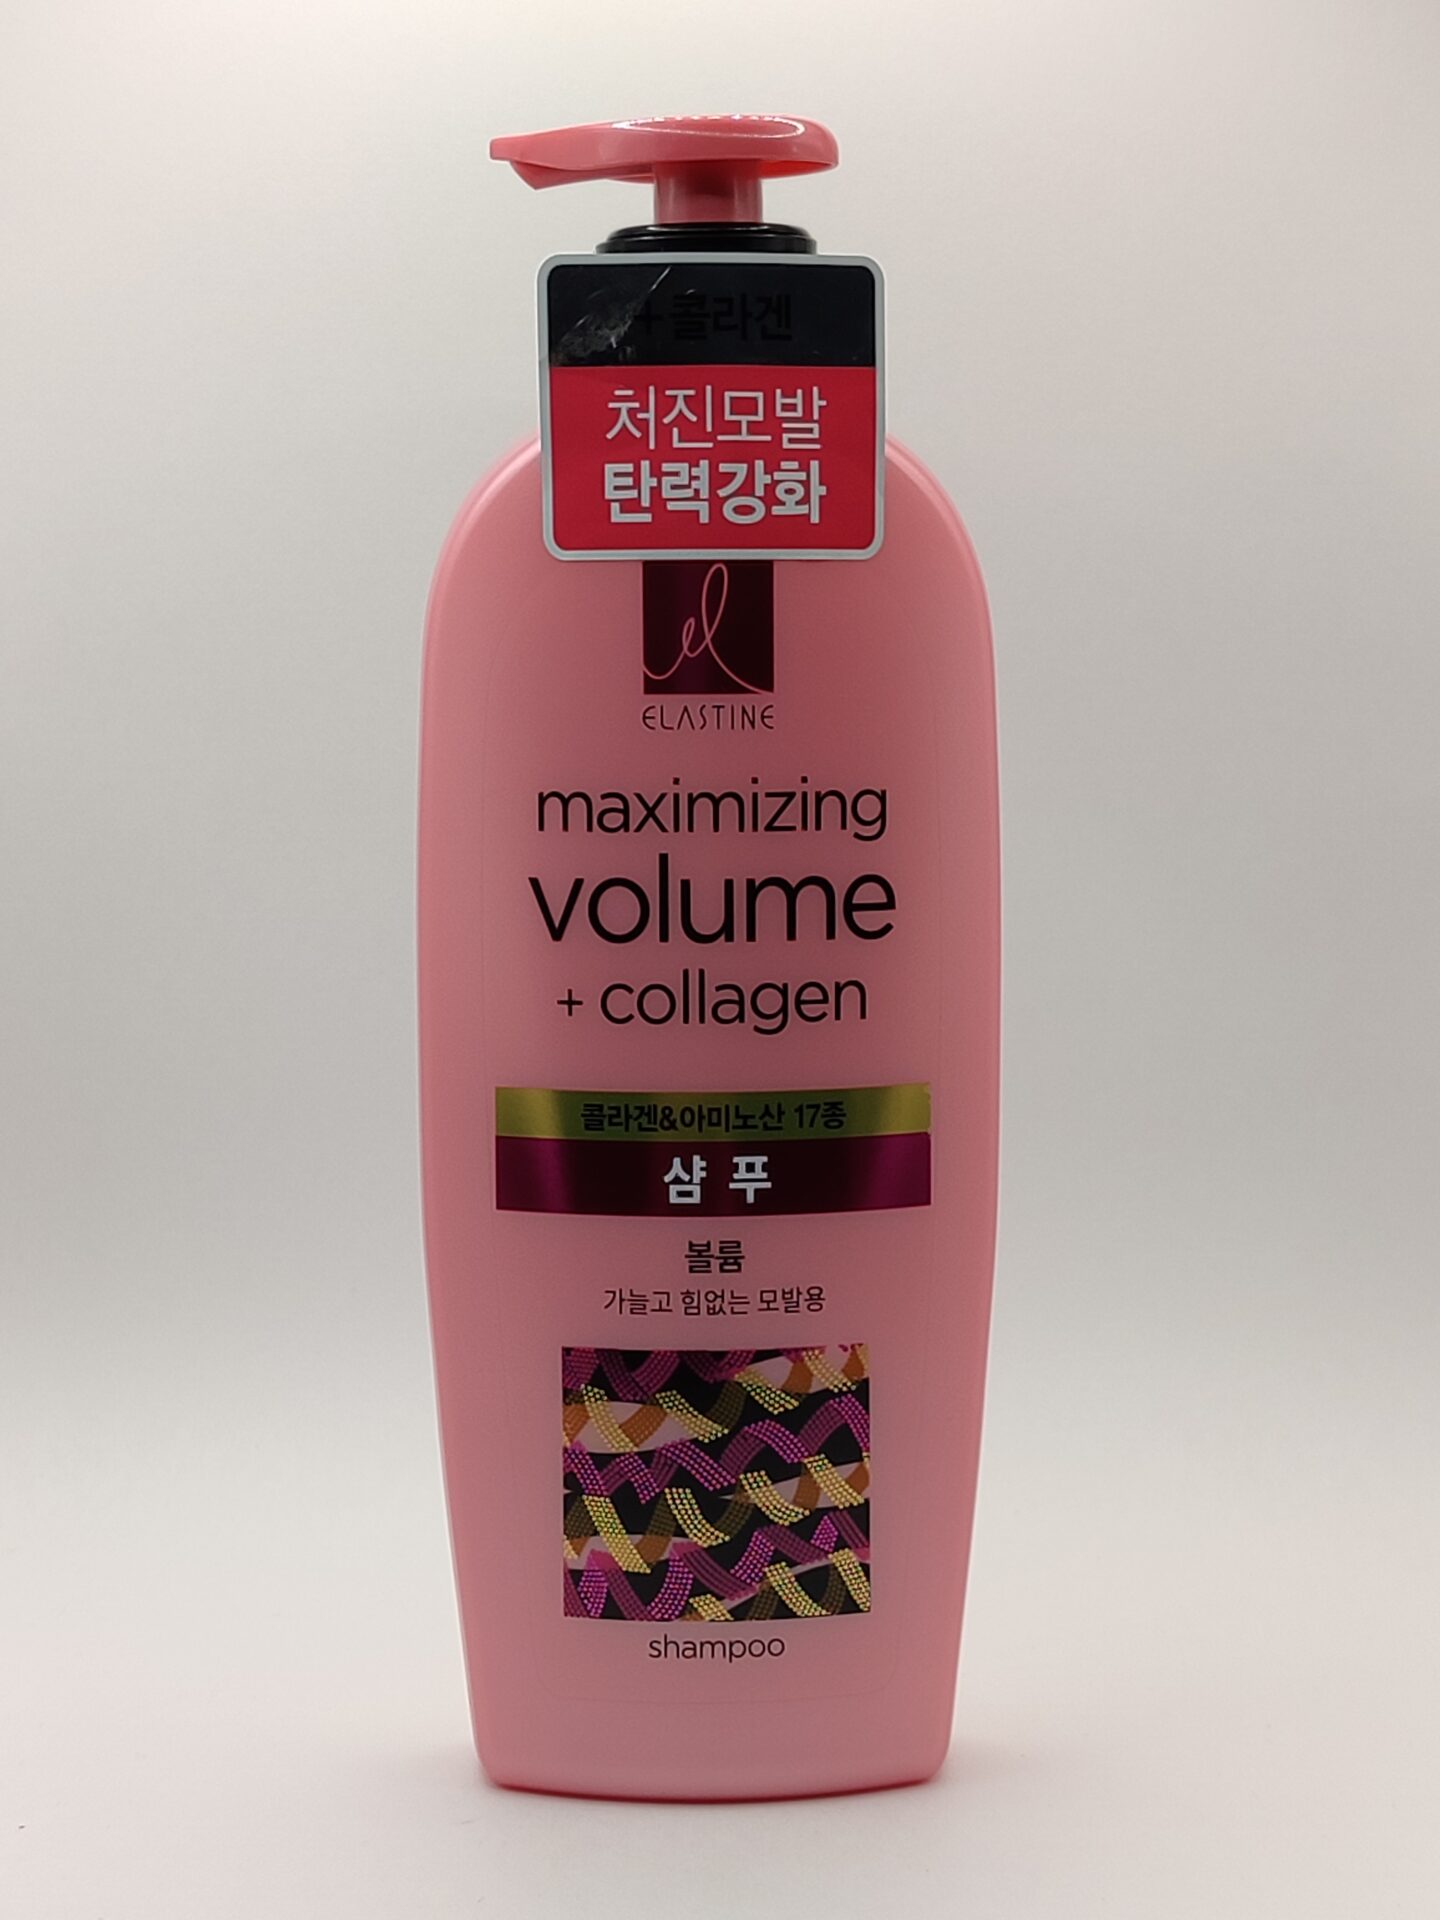 +콜라겐
처진모발
탄력강화
el
ELASTINE
maximizing
volume
+ collagen
콜라겐&아미노산 17종
샴푸
볼륨
가늘고 힘없는 모발용
shampoo